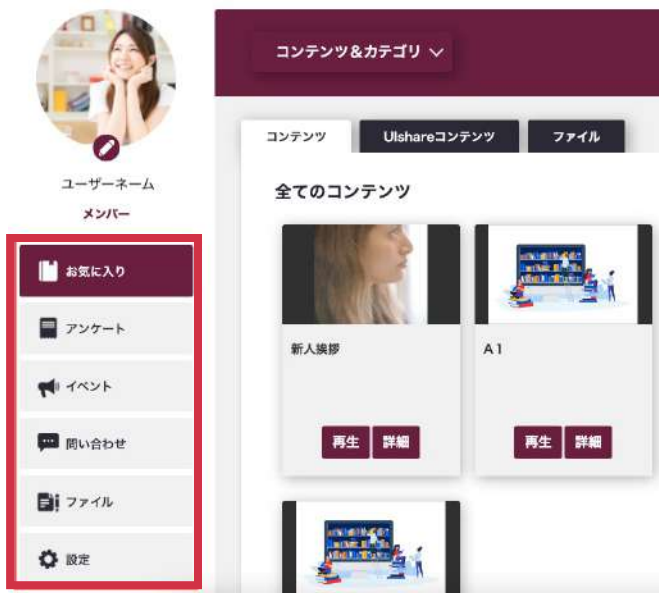 コンテンツ&カテゴリ
コンテンツ
UIshareコンテンツ
ファイル
ユーザーネーム
メンバー
全てのコンテンツ
お気に入り
アンケート
イベント
問い合わせ
ファイル
設定
新人挨拶
再生 詳細
A1
再生 詳細